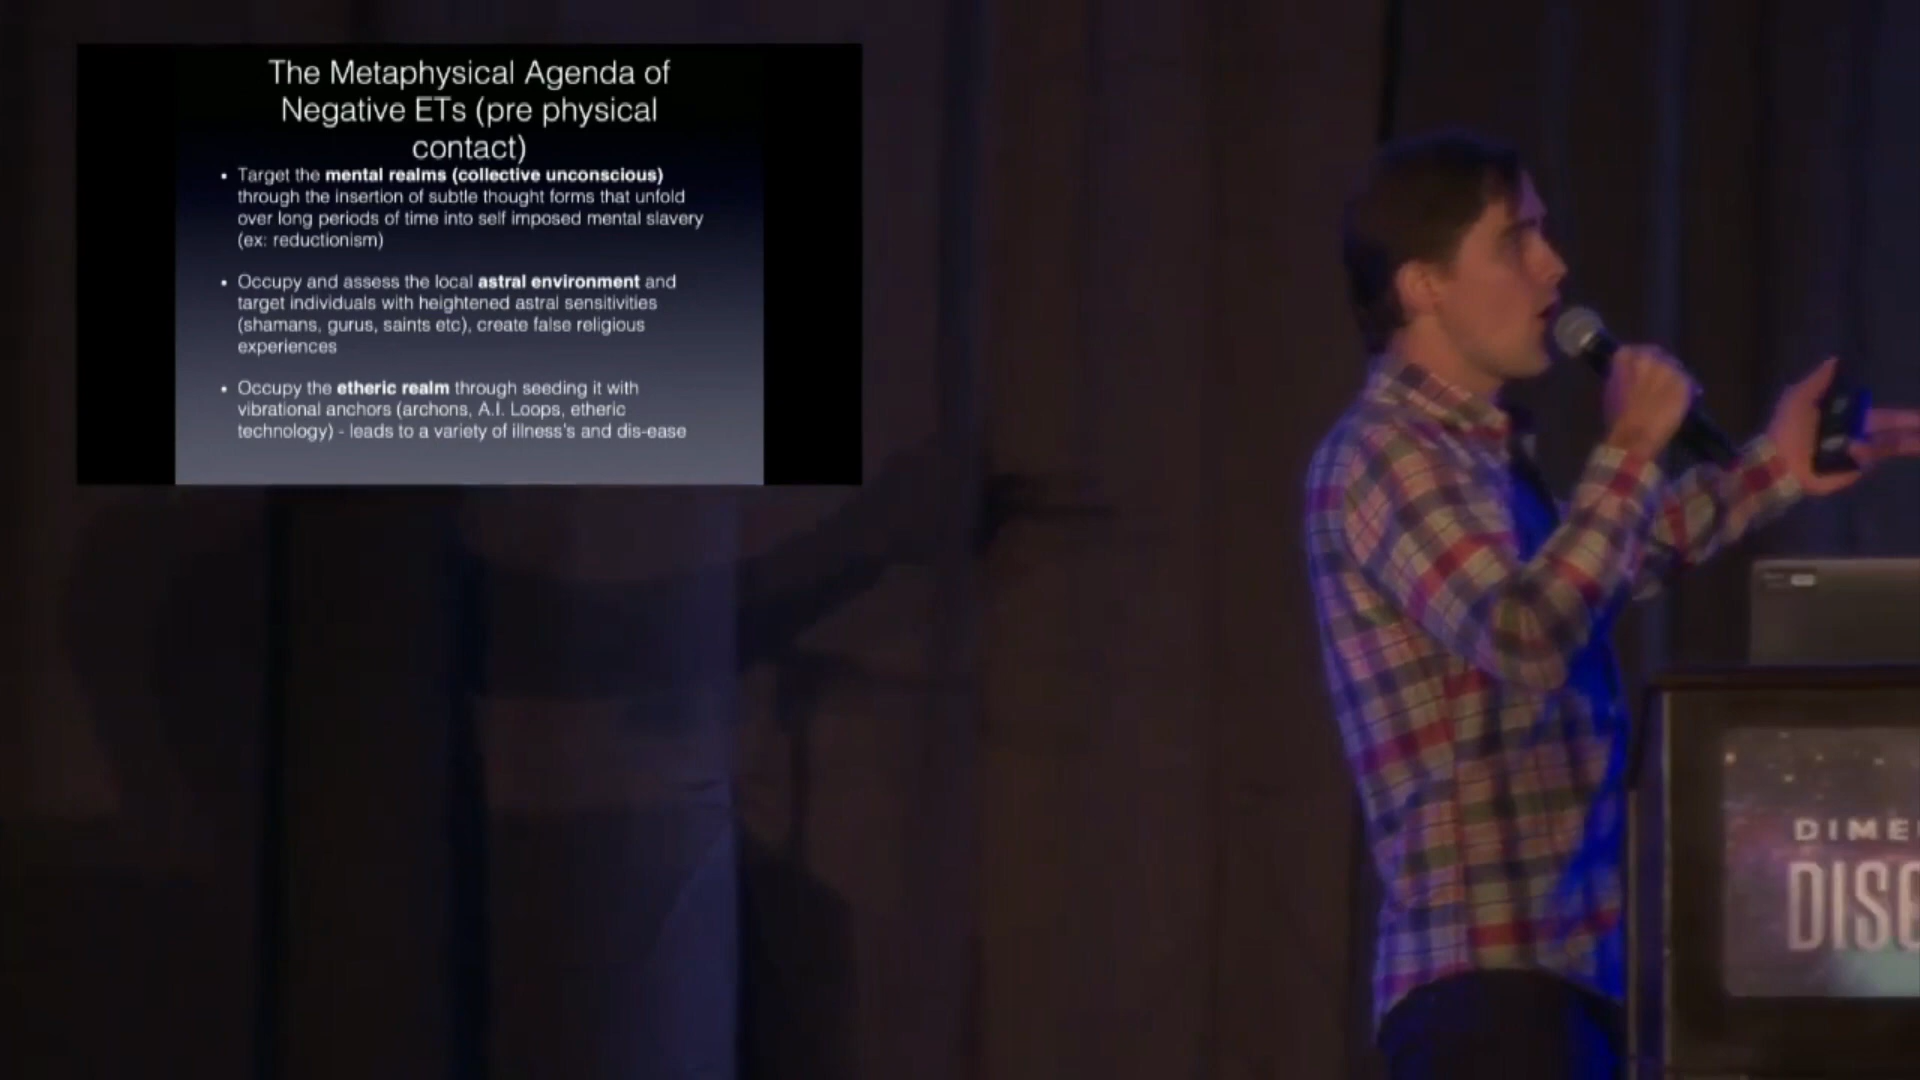 The Metaphysical Agenda of
Negative ETs (pre physical
contact)
• Target the mental realms (collective unconscious)
through the insertion of subtle thought forms that unfold
over long periods of time into self imposed mental slavery
(ex: reductionism)
• Occupy and assess the local astral environment and
target individuals with heightened astral sensitivities
(shamans, gurus, saints etc), create false religious
experiences
• Occupy the etheric realm through seeding it with
vibrational anchors (archons, A.I. Loops, etheric
technology) - leads to a variety of illness's and dis-ease
DIME
DISC